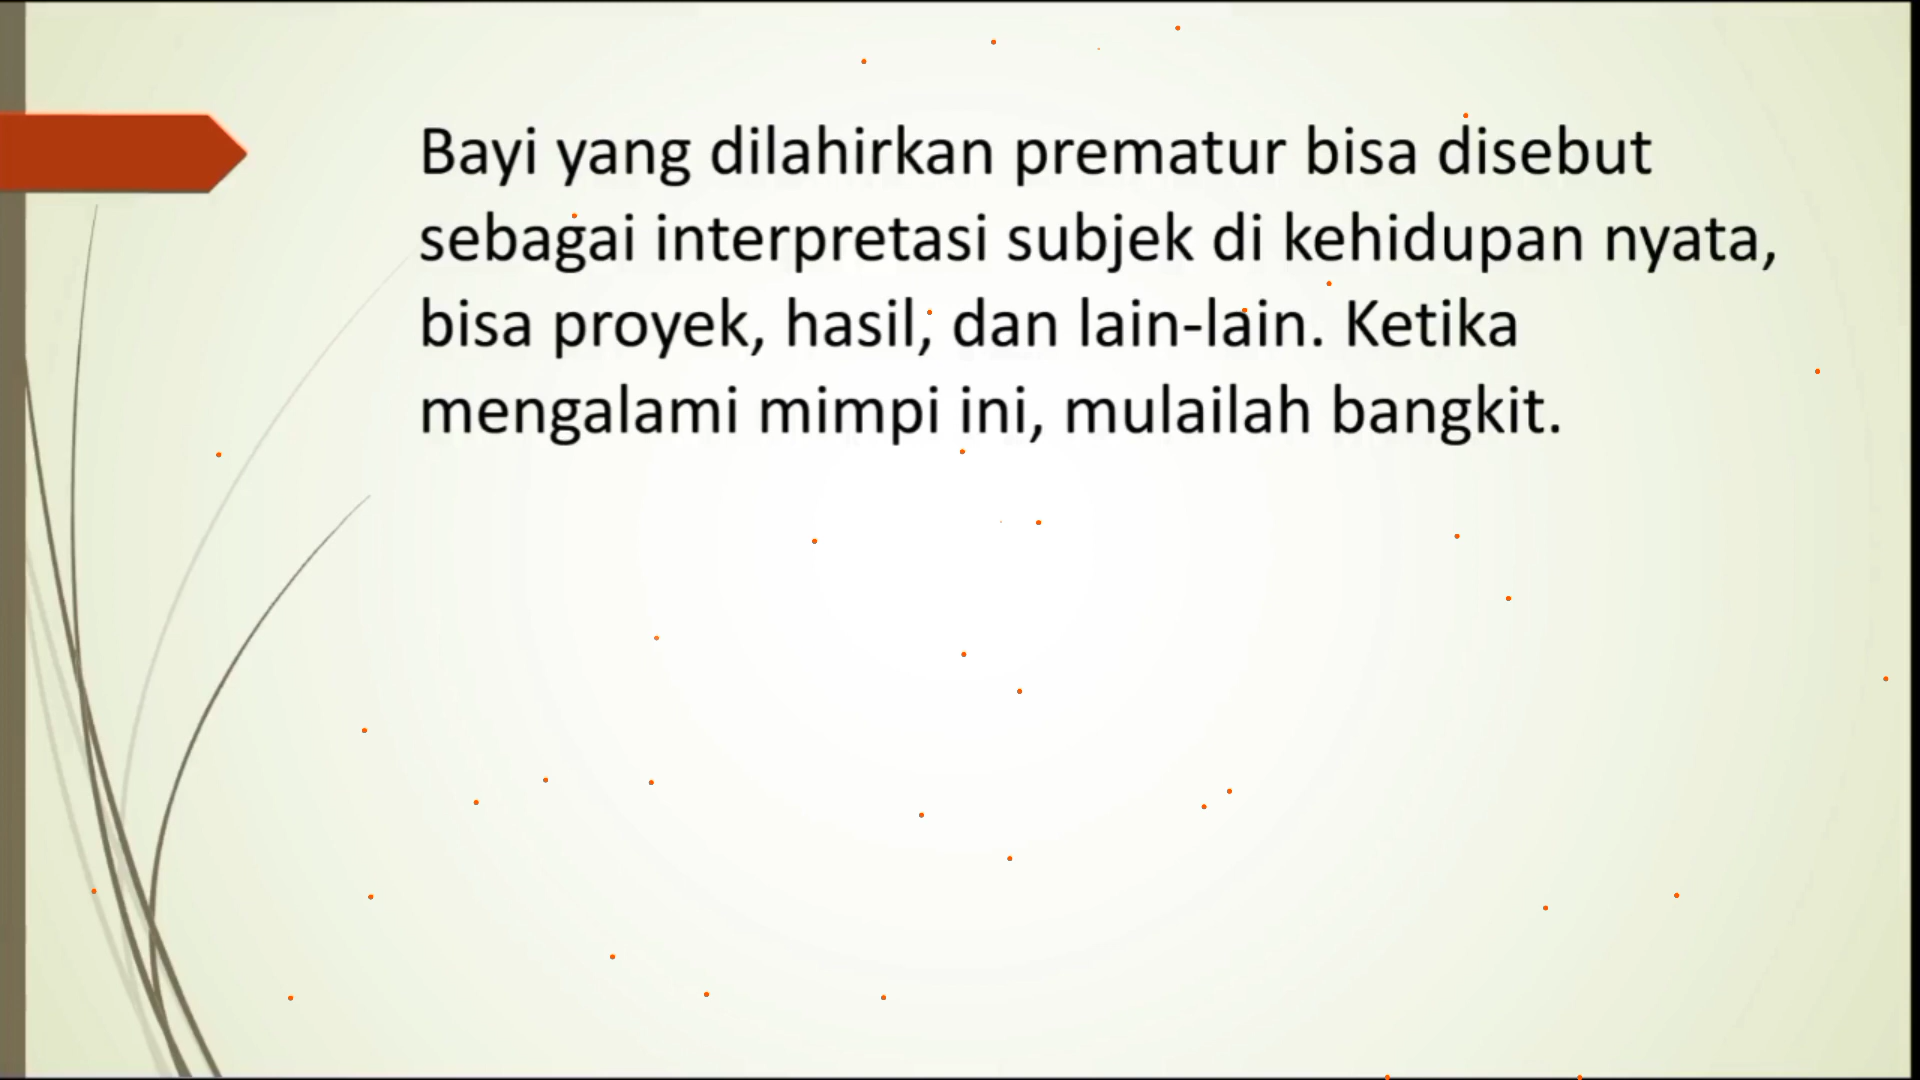 Bayi yang dilahirkan prematur bisa disebut
sebagai interpretasi subjek di kehidupan nyata,
bisa proyek, hasil, dan lain-lain. Ketika
mengalami mimpi ini, mulailah bangkit.